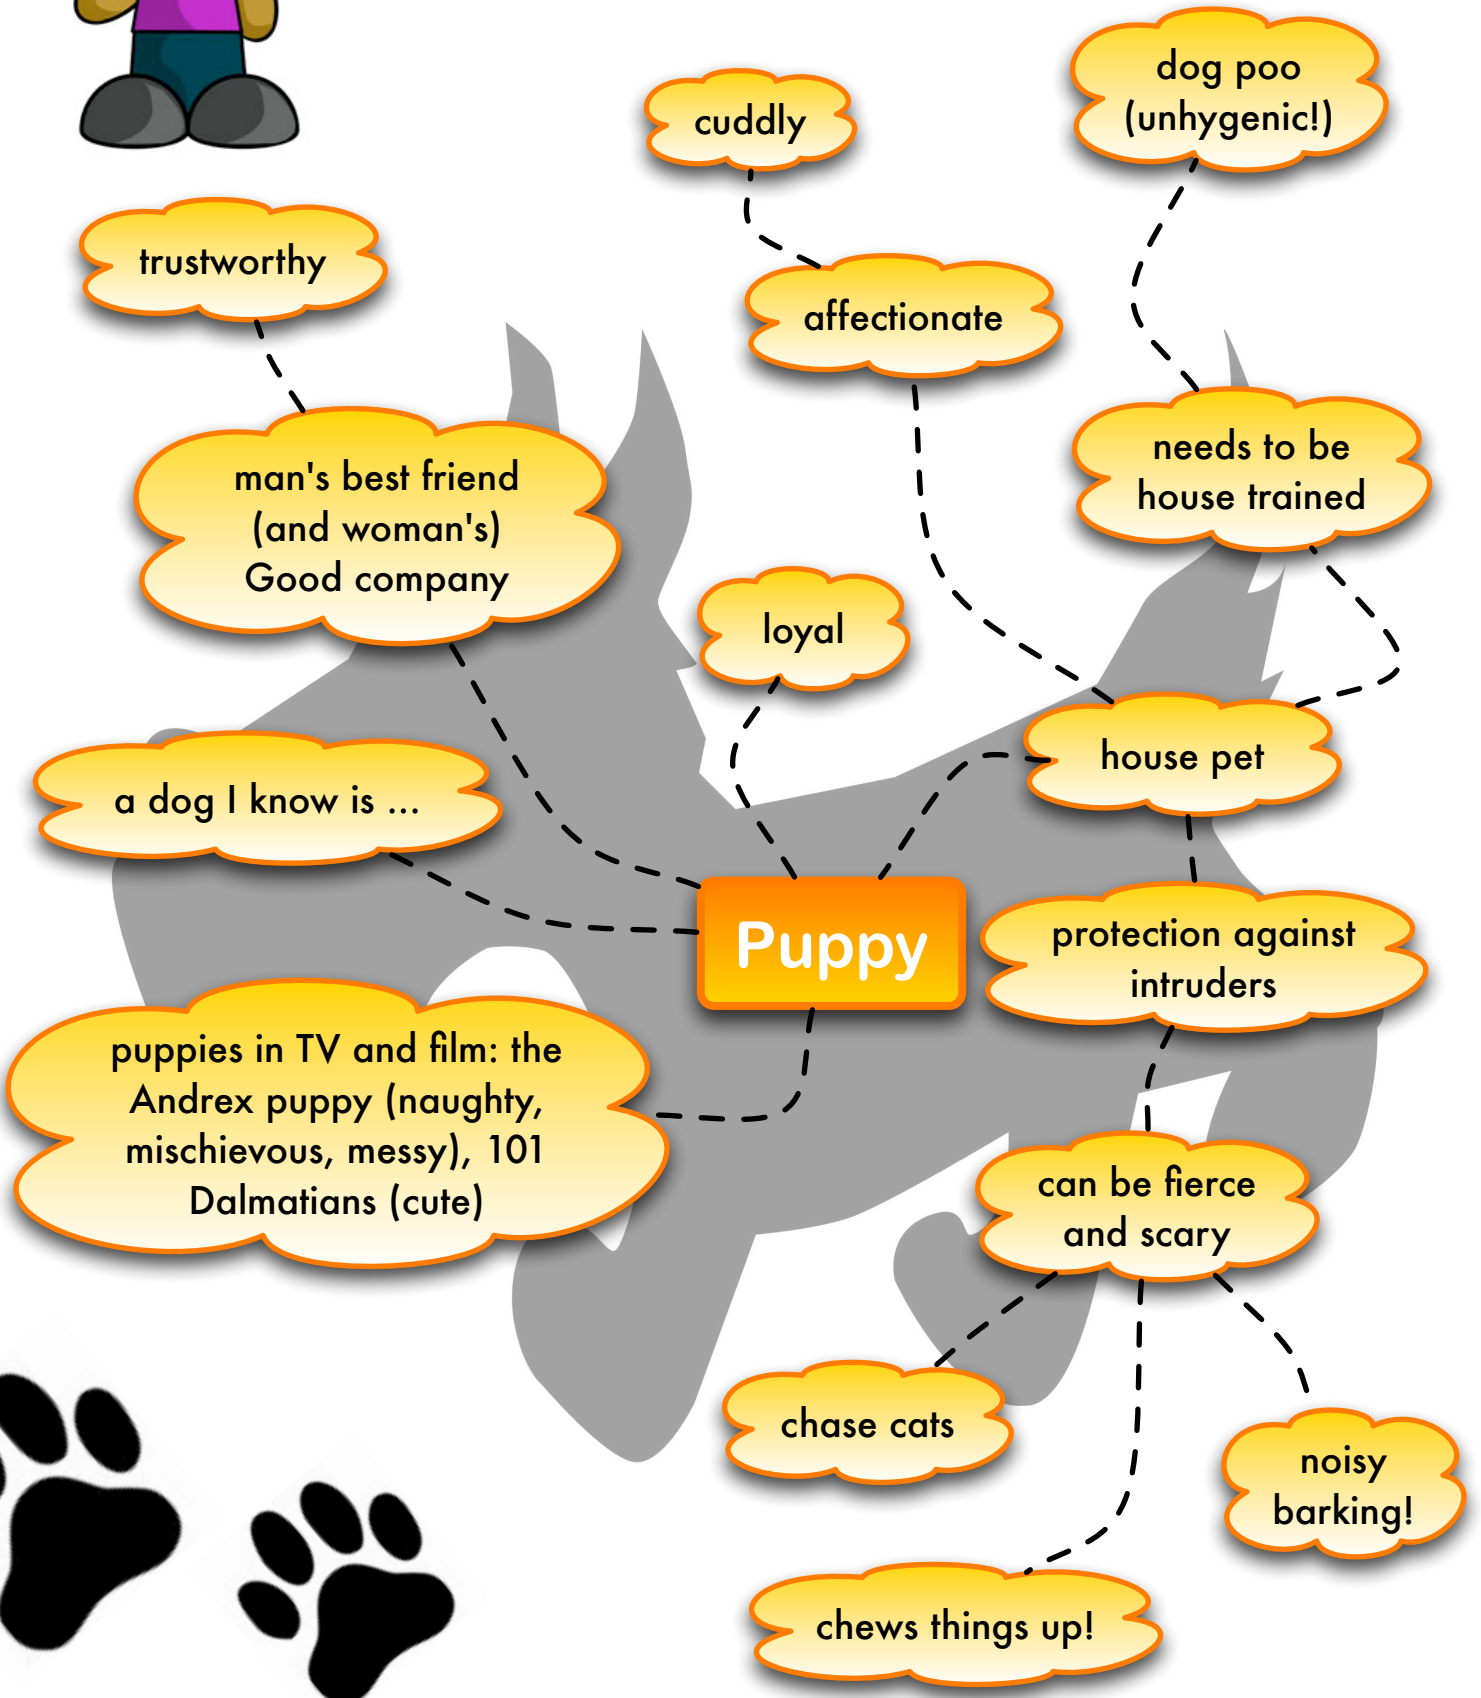 dog poo
(unhygenic!)
cuddly
trustworthy
affectionate
needs to be
house trained
man's best friend
(and woman's)
Good company
loyal
house pet
a dog I know is ...
Puppy
protection against
intruders
puppies in TV and film: the
Andrex puppy (naughty,
mischievous, messy), 101
Dalmatians (cute)
can be fierce
and scary
chase cats
noisy
barking!
chews things up!